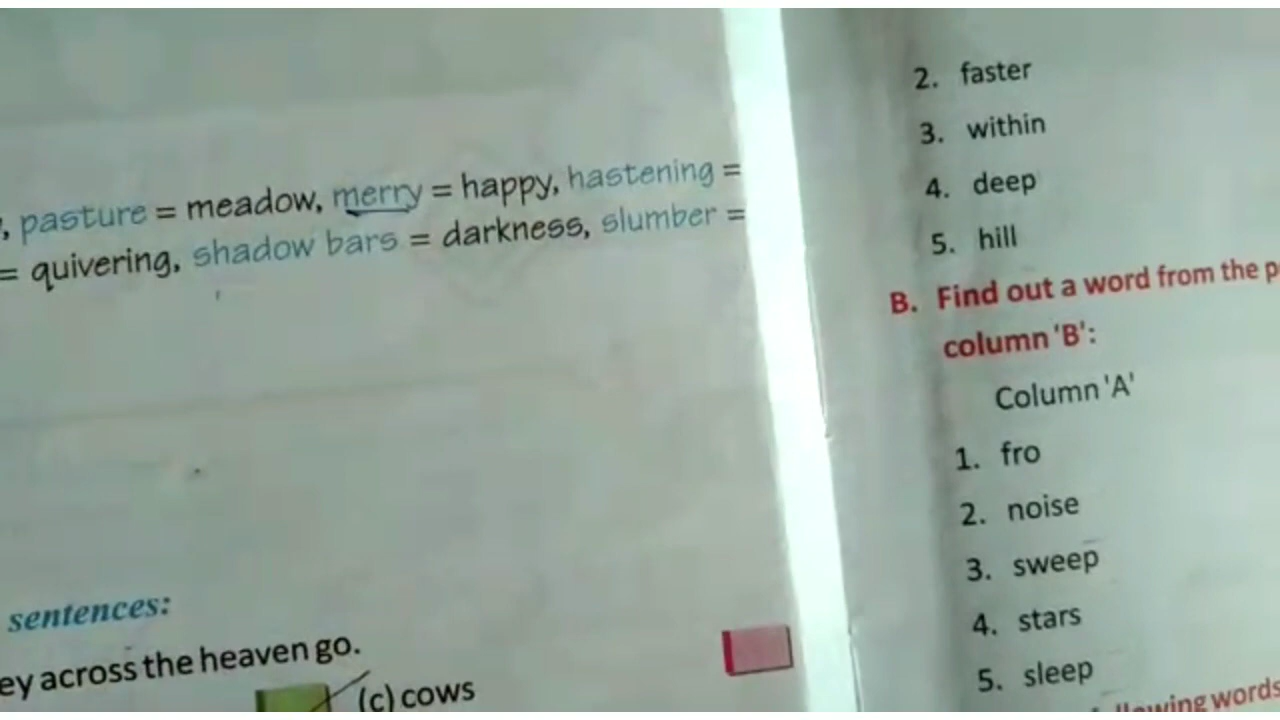 , pasture = meadow, merry = happy, hastening =
= quivering, shadow bars = darkness, slumber =
sentences:
ey across the heaven go.
(c) cows
2. faster
3. within
4. deep
5. hill
B. Find out a word from the p
column 'B':
Column 'A'
1. fro
2. noise
3. sweep
4. stars
5. sleep
llowing words